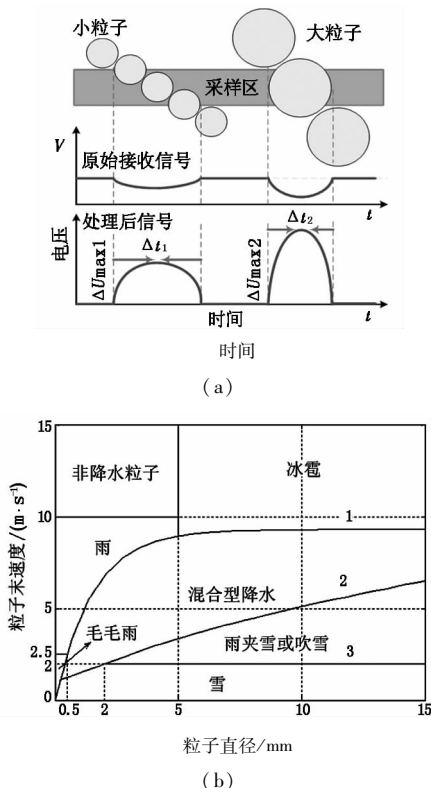 小粒子
大粒子
采样区
V
原始接收信号
t
处理后信号
电压
ΔUmax1
Δt₁
ΔUmax2
Δt₂
时间
t
时间
(a)
15
非降水粒子
冰雹
10
1
雨
粒子末速度/(m·s⁻¹)
2
混合型降水
5
毛毛雨
雨夹雪或吹雪
2.5
3
2
雪
0
0.5
2
5
10
15
粒子直径/mm
(b)